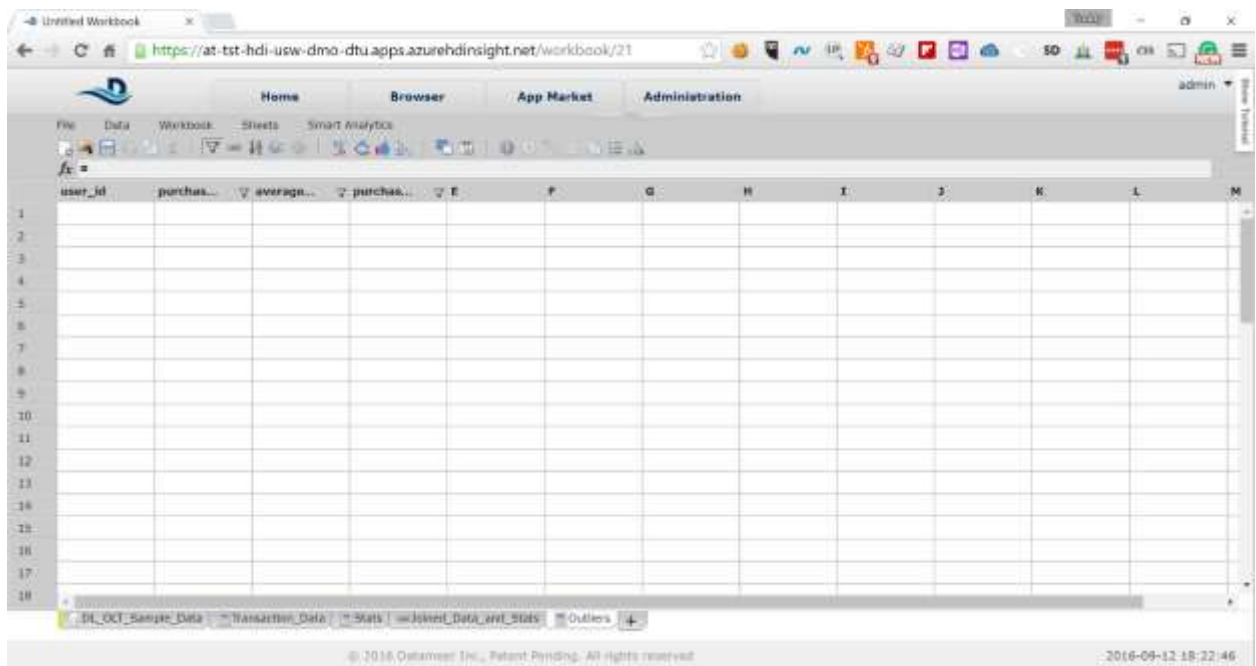 Untitled Workbook
https://at-tst-hdi-usw-dmo-dtu.apps.azurehdinsight.net/workbook/21
Home Browser App Market Administration
admin
File Data Workbook Sheets Smart Analytics
fx =
user_id purchas... average... purchas... E F G H I J K L M
1
2
3
4
5
6
7
8
9
10
11
12
13
14
15
16
17
18
DL_OCT_Sample_Data Transaction_Data Stats Joined_Data_and_Stats Outliers +
© 2016 Datameer Inc., Patent Pending. All rights reserved
2016-09-12 18:22:46